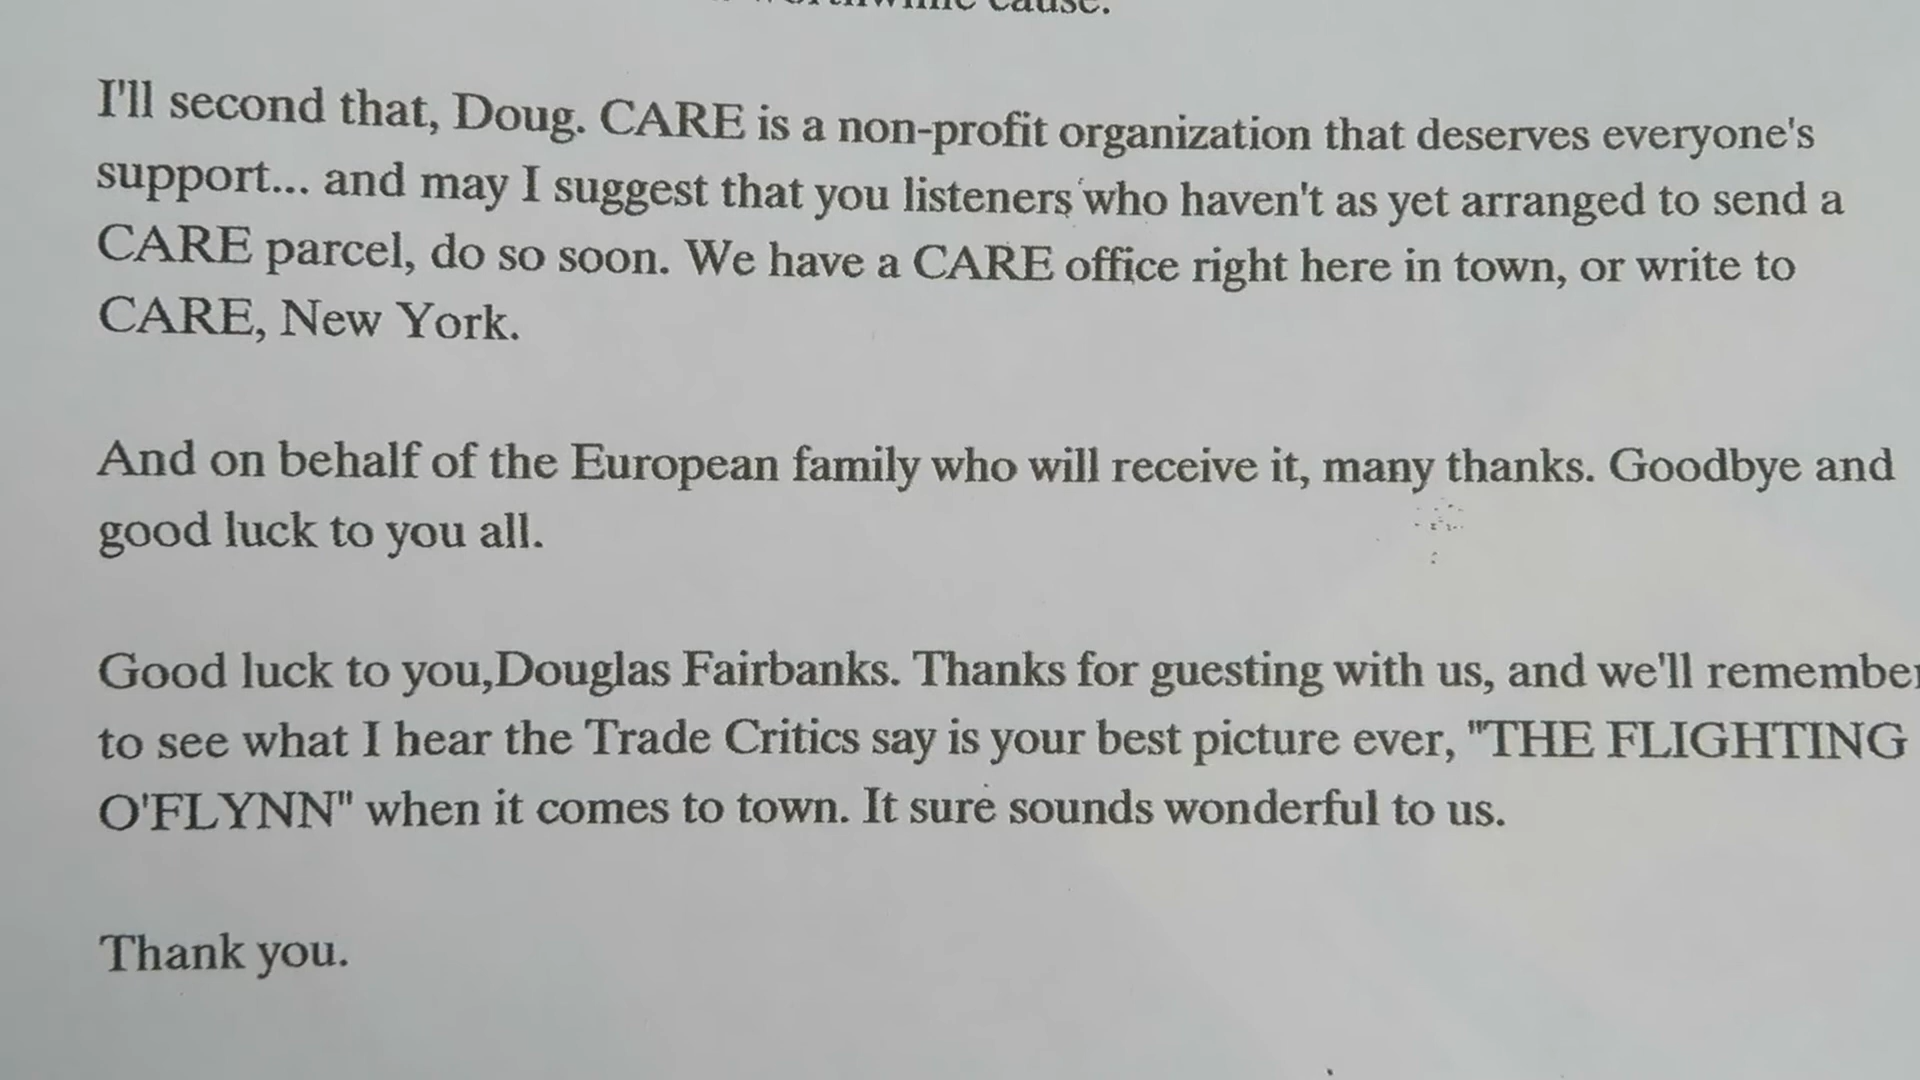 cause.
I'll second that, Doug. CARE is a non-profit organization that deserves everyone's
support... and may I suggest that you listeners who haven't as yet arranged to send a
CARE parcel, do so soon. We have a CARE office right here in town, or write to
CARE, New York.
And on behalf of the European family who will receive it, many thanks. Goodbye and
good luck to you all.
Good luck to you,Douglas Fairbanks. Thanks for guesting with us, and we'll remember
to see what I hear the Trade Critics say is your best picture ever, "THE FLIGHTING
O'FLYNN" when it comes to town. It sure sounds wonderful to us.
Thank you.